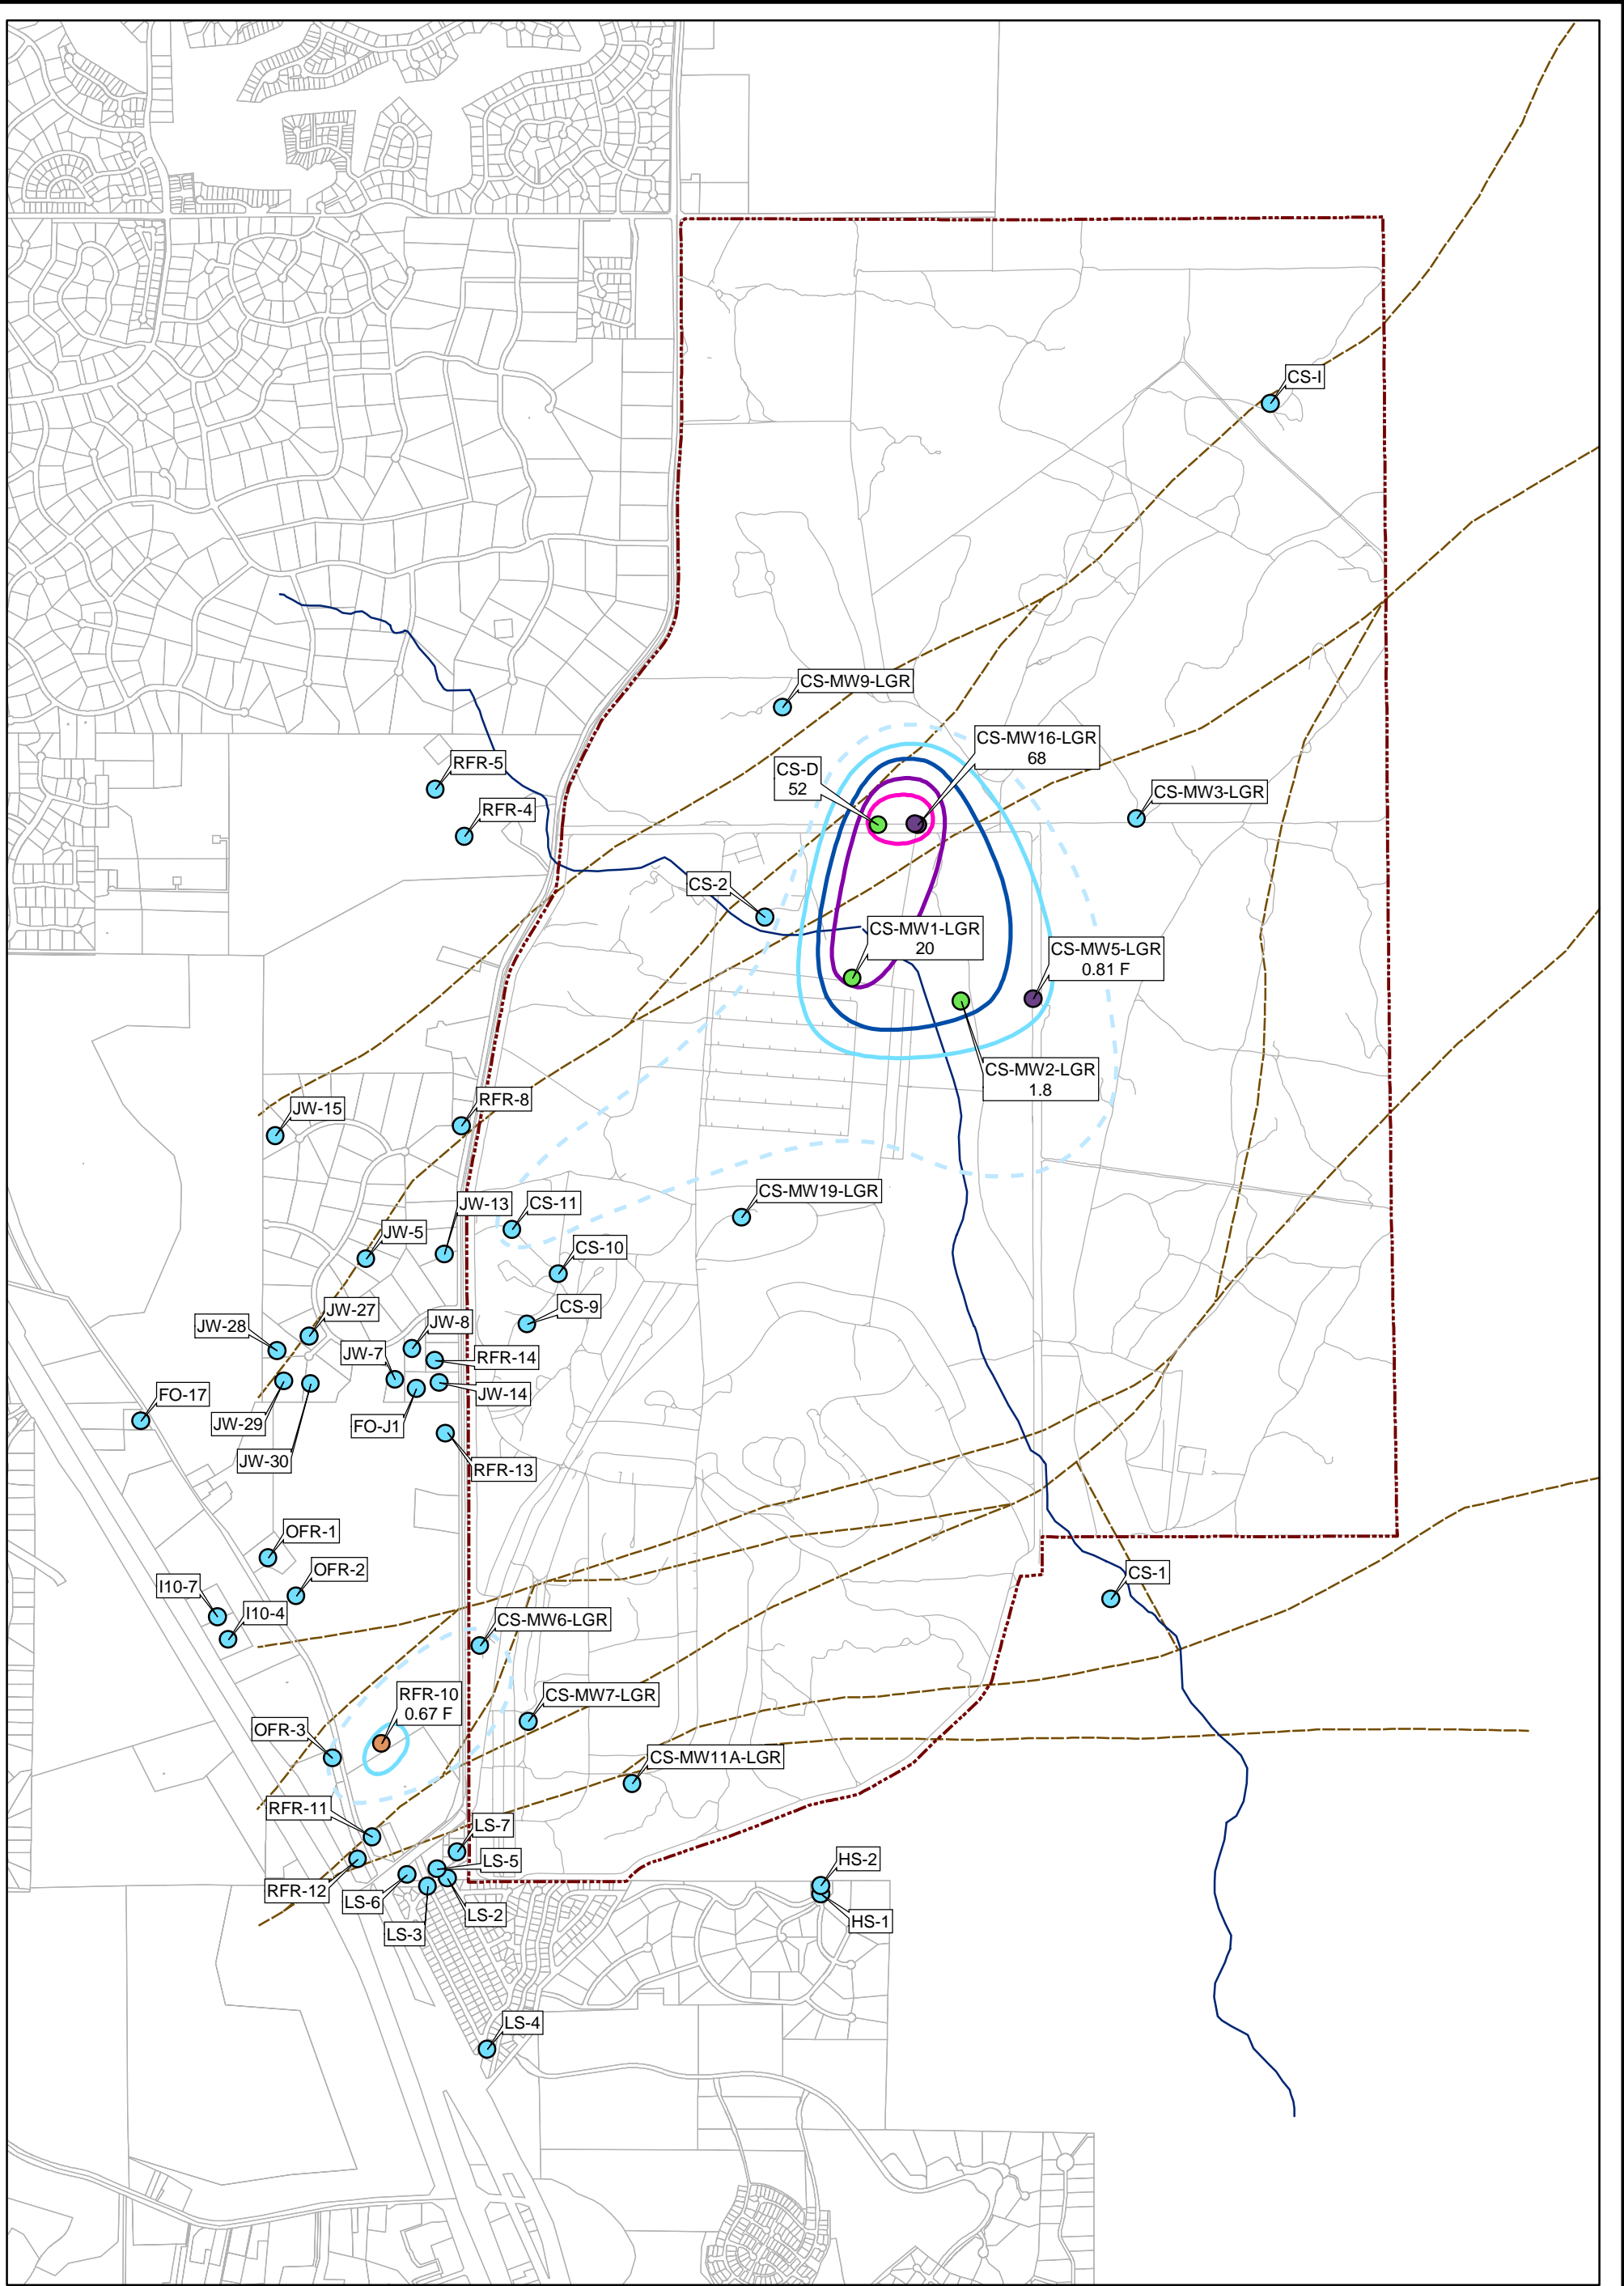 CS-I
CS-MW9-LGR
CS-MW16-LGR
68
CS-D
52
RFR-5
CS-MW3-LGR
RFR-4
CS-2
CS-MW1-LGR
20
CS-MW5-LGR
0.81 F
CS-MW2-LGR
1.8
RFR-8
JW-15
CS-MW19-LGR
JW-13
CS-11
JW-5
CS-10
CS-9
JW-27
JW-28
JW-8
JW-7
RFR-14
FO-17
JW-14
JW-29
FO-J1
JW-30
RFR-13
OFR-1
OFR-2
CS-1
I10-7
I10-4
CS-MW6-LGR
RFR-10
0.67 F
CS-MW7-LGR
OFR-3
CS-MW11A-LGR
RFR-11
LS-7
LS-5
HS-2
RFR-12
LS-6
LS-2
HS-1
LS-3
LS-4